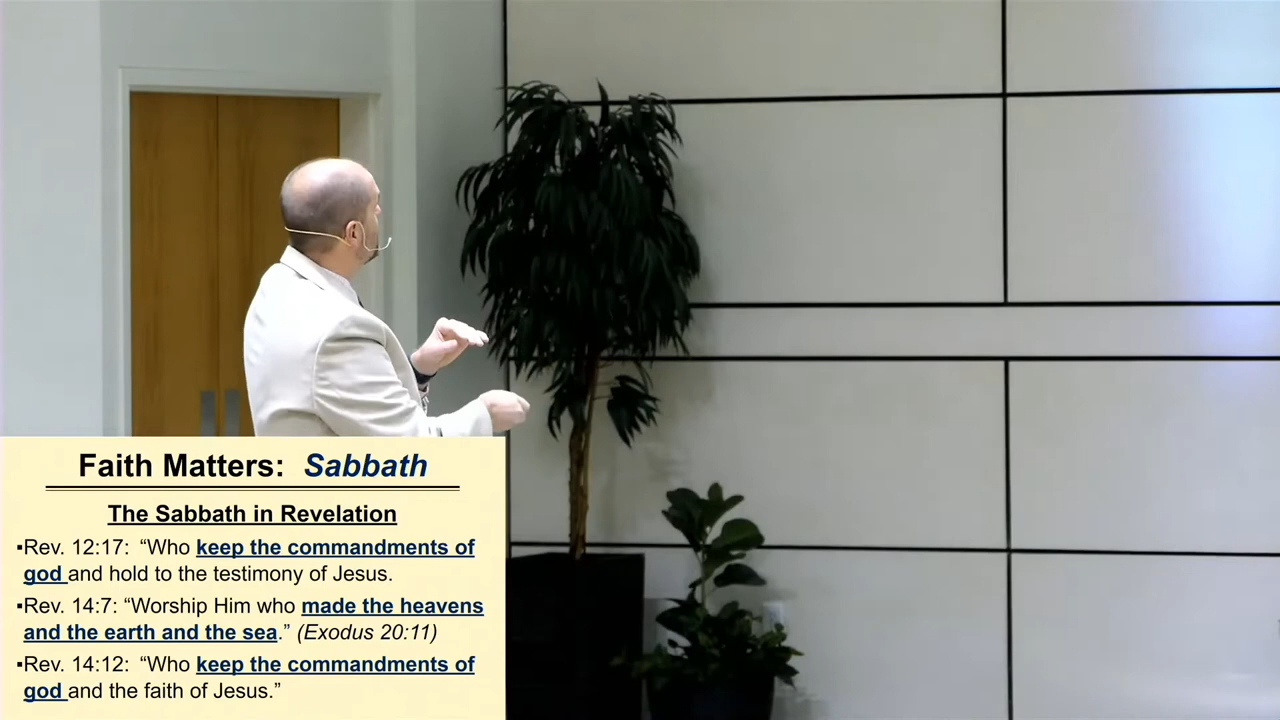 Faith Matters: Sabbath
The Sabbath in Revelation
▪Rev. 12:17: “Who keep the commandments of
god and hold to the testimony of Jesus.
▪Rev. 14:7: “Worship Him who made the heavens
and the earth and the sea.” (Exodus 20:11)
▪Rev. 14:12: “Who keep the commandments of
god and the faith of Jesus.”